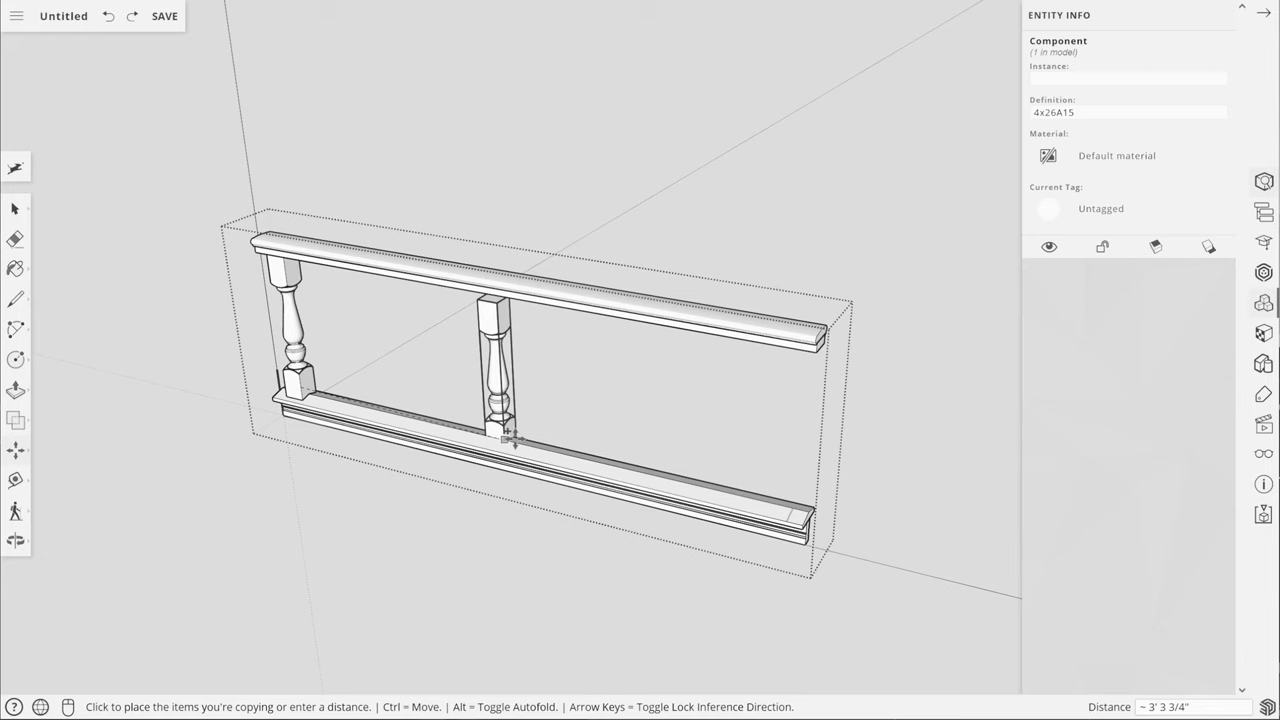 Untitled
SAVE
ENTITY INFO
Component
(1 in model)
Instance:
Definition:
4x26A15
Material:
Default material
Current Tag:
Untagged
Click to place the items you're copying or enter a distance. | Ctrl = Move. | Alt = Toggle Autofold. | Arrow Keys = Toggle Lock Inference Direction.
Distance ~ 3' 3 3/4"